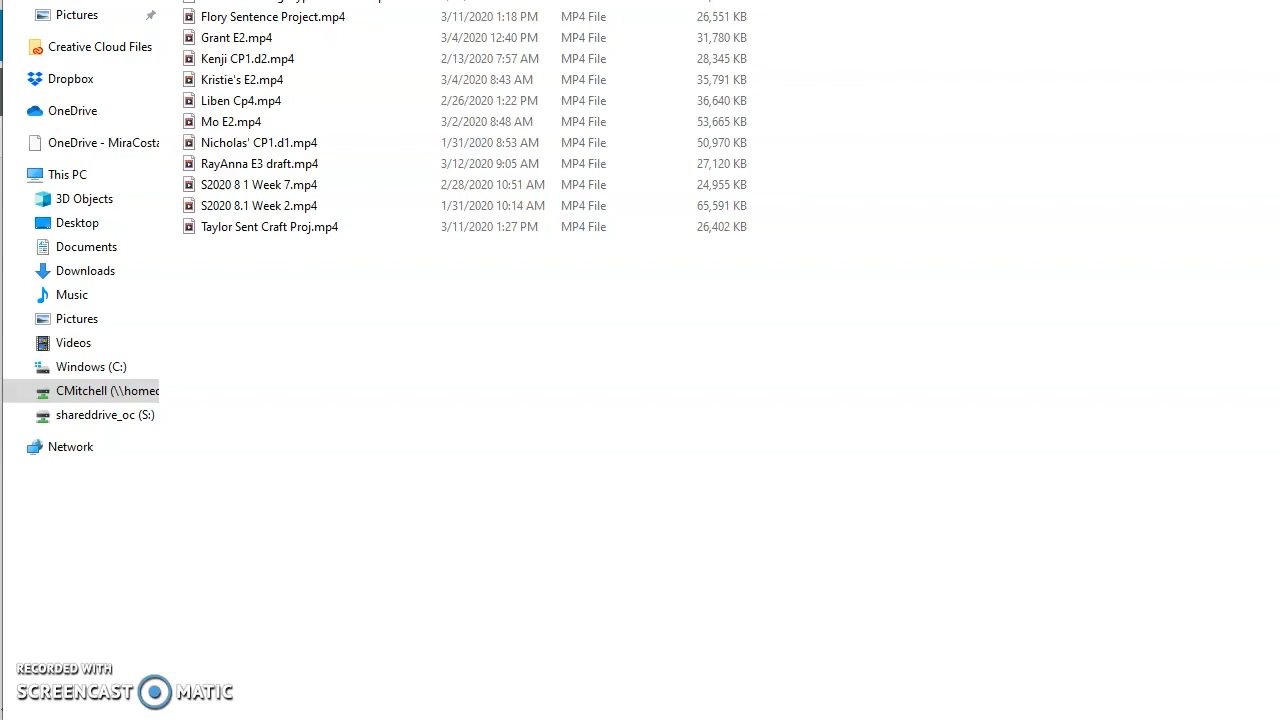 Pictures
Creative Cloud Files
Dropbox
OneDrive
OneDrive - MiraCosta
This PC
3D Objects
Desktop
Documents
Downloads
Music
Pictures
Videos
Windows (C:)
CMitchell (\\homec
shareddrive_oc (S:)
Network
Flory Sentence Project.mp4 3/11/2020 1:18 PM MP4 File 26,551 KB
Grant E2.mp4 3/4/2020 12:40 PM MP4 File 31,780 KB
Kenji CP1.d2.mp4 2/13/2020 7:57 AM MP4 File 28,345 KB
Kristie's E2.mp4 3/4/2020 8:43 AM MP4 File 35,791 KB
Liben Cp4.mp4 2/26/2020 1:22 PM MP4 File 36,640 KB
Mo E2.mp4 3/2/2020 8:48 AM MP4 File 53,665 KB
Nicholas' CP1.d1.mp4 1/31/2020 8:53 AM MP4 File 50,970 KB
RayAnna E3 draft.mp4 3/12/2020 9:05 AM MP4 File 27,120 KB
S2020 8 1 Week 7.mp4 2/28/2020 10:51 AM MP4 File 24,955 KB
S2020 8.1 Week 2.mp4 1/31/2020 10:14 AM MP4 File 65,591 KB
Taylor Sent Craft Proj.mp4 3/11/2020 1:27 PM MP4 File 26,402 KB
RECORDED WITH
SCREENCAST MATIC